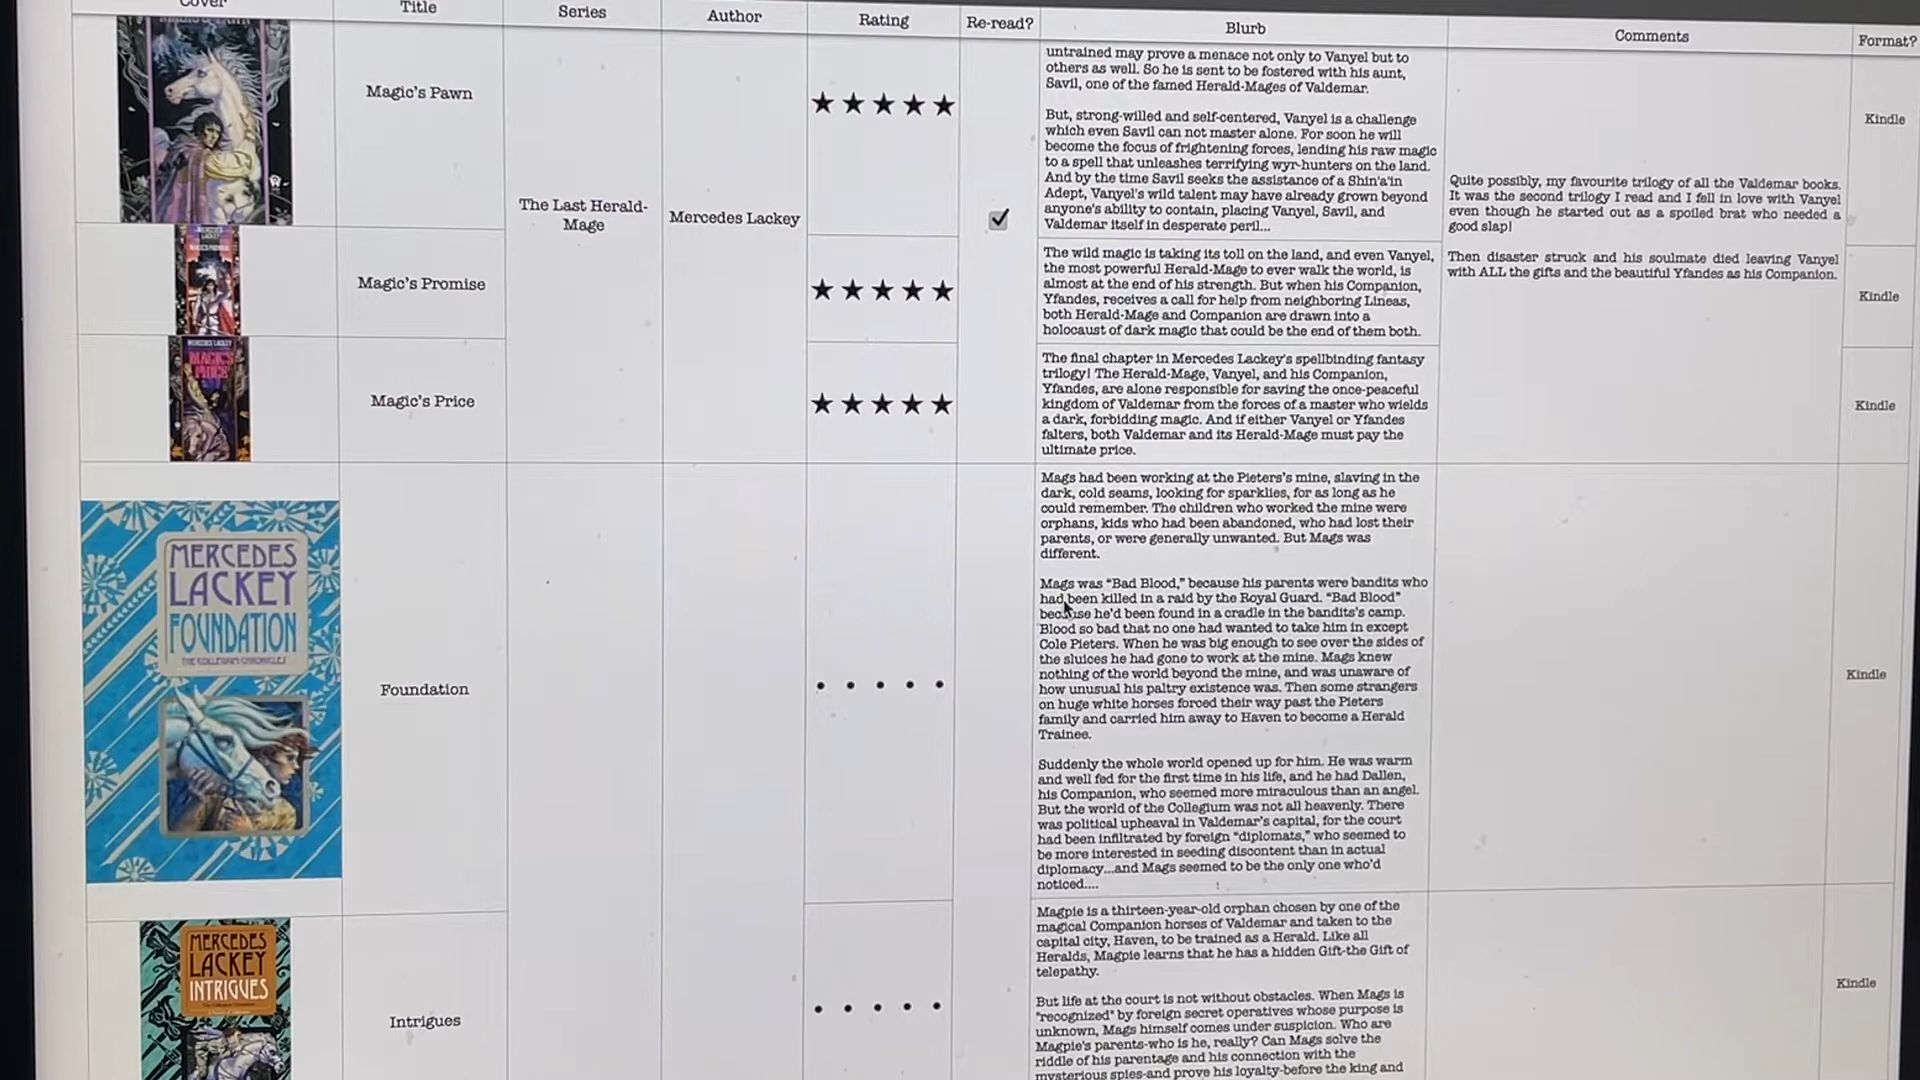 Cover Title Series Author Rating Re-read? Blurb Comments Format?
Magic's Pawn
The Last Herald-
Mage
Mercedes Lackey
untrained may prove a menace not only to Vanyel but to
others as well. So he is sent to be fostered with his aunt,
Savil, one of the famed Herald-Mages of Valdemar.
But, strong-willed and self-centered, Vanyel is a challenge
which even Savil can not master alone. For soon he will
become the focus of frightening forces, lending his raw magic
to a spell that unleashes terrifying wyr-hunters on the land.
And by the time Savil seeks the assistance of a Shin'a'in
Adept, Vanyel's wild talent may have already grown beyond
anyone's ability to contain, placing Vanyel, Savil, and
Valdemar itself in desperate peril...
Quite possibly, my favourite trilogy of all the Valdemar books.
It was the second trilogy I read and I fell in love with Vanyel
even though he started out as a spoiled brat who needed a
good slap!
Then disaster struck and his soulmate died leaving Vanyel
with ALL the gifts and the beautiful Yfandes as his Companion.
Kindle
MERCEDES
LACKEY
Magic's Promise
The wild magic is taking its toll on the land, and even Vanyel,
the most powerful Herald-Mage to ever walk the world, is
almost at the end of his strength. But when his Companion,
Yfandes, receives a call for help from neighboring Lineas,
both Herald-Mage and Companion are drawn into a
holocaust of dark magic that could be the end of them both.
Kindle
MERCEDES LACKEY
MAGIC'S
PRICE
Magic's Price
The final chapter in Mercedes Lackey's spellbinding fantasy
trilogy! The Herald-Mage, Vanyel, and his Companion,
Yfandes, are alone responsible for saving the once-peaceful
kingdom of Valdemar from the forces of a master who wields
a dark, forbidding magic. And if either Vanyel or Yfandes
falters, both Valdemar and its Herald-Mage must pay the
ultimate price.
Kindle
MERCEDES
LACKEY
FOUNDATION
THE COLLEGIUM CHRONICLES
Foundation
Mags had been working at the Pieters's mine, slaving in the
dark, cold seams, looking for sparklies, for as long as he
could remember. The children who worked the mine were
orphans, kids who had been abandoned, who had lost their
parents, or were generally unwanted. But Mags was
different.
Mags was "Bad Blood," because his parents were bandits who
had been killed in a raid by the Royal Guard. "Bad Blood"
because he'd been found in a cradle in the bandits's camp.
Blood so bad that no one had wanted to take him in except
Cole Pieters. When he was big enough to see over the sides of
the sluices he had gone to work at the mine. Mags knew
nothing of the world beyond the mine, and was unaware of
how unusual his paltry existence was. Then some strangers
on huge white horses forced their way past the Pieters
family and carried him away to Haven to become a Herald
Trainee.
Suddenly the whole world opened up for him. He was warm
and well fed for the first time in his life, and he had Dallen,
his Companion, who seemed more miraculous than an angel.
But the world of the Collegium was not all heavenly. There
was political upheaval in Valdemar's capital, for the court
had been infiltrated by foreign "diplomats," who seemed to
be more interested in seeding discontent than in actual
diplomacy...and Mags seemed to be the only one who'd
noticed....
Kindle
MERCEDES
LACKEY
INTRIGUES
Intrigues
Magpie is a thirteen-year-old orphan chosen by one of the
magical Companion horses of Valdemar and taken to the
capital city, Haven, to be trained as a Herald. Like all
Heralds, Magpie learns that he has a hidden Gift-the Gift of
telepathy.
But life at the court is not without obstacles. When Mags is
"recognized" by foreign secret operatives whose purpose is
unknown, Mags himself comes under suspicion. Who are
Magpie's parents-who is he, really? Can Mags solve the
riddle of his parentage and his connection with the
mysterious spies-and prove his loyalty-before the king and
Kindle